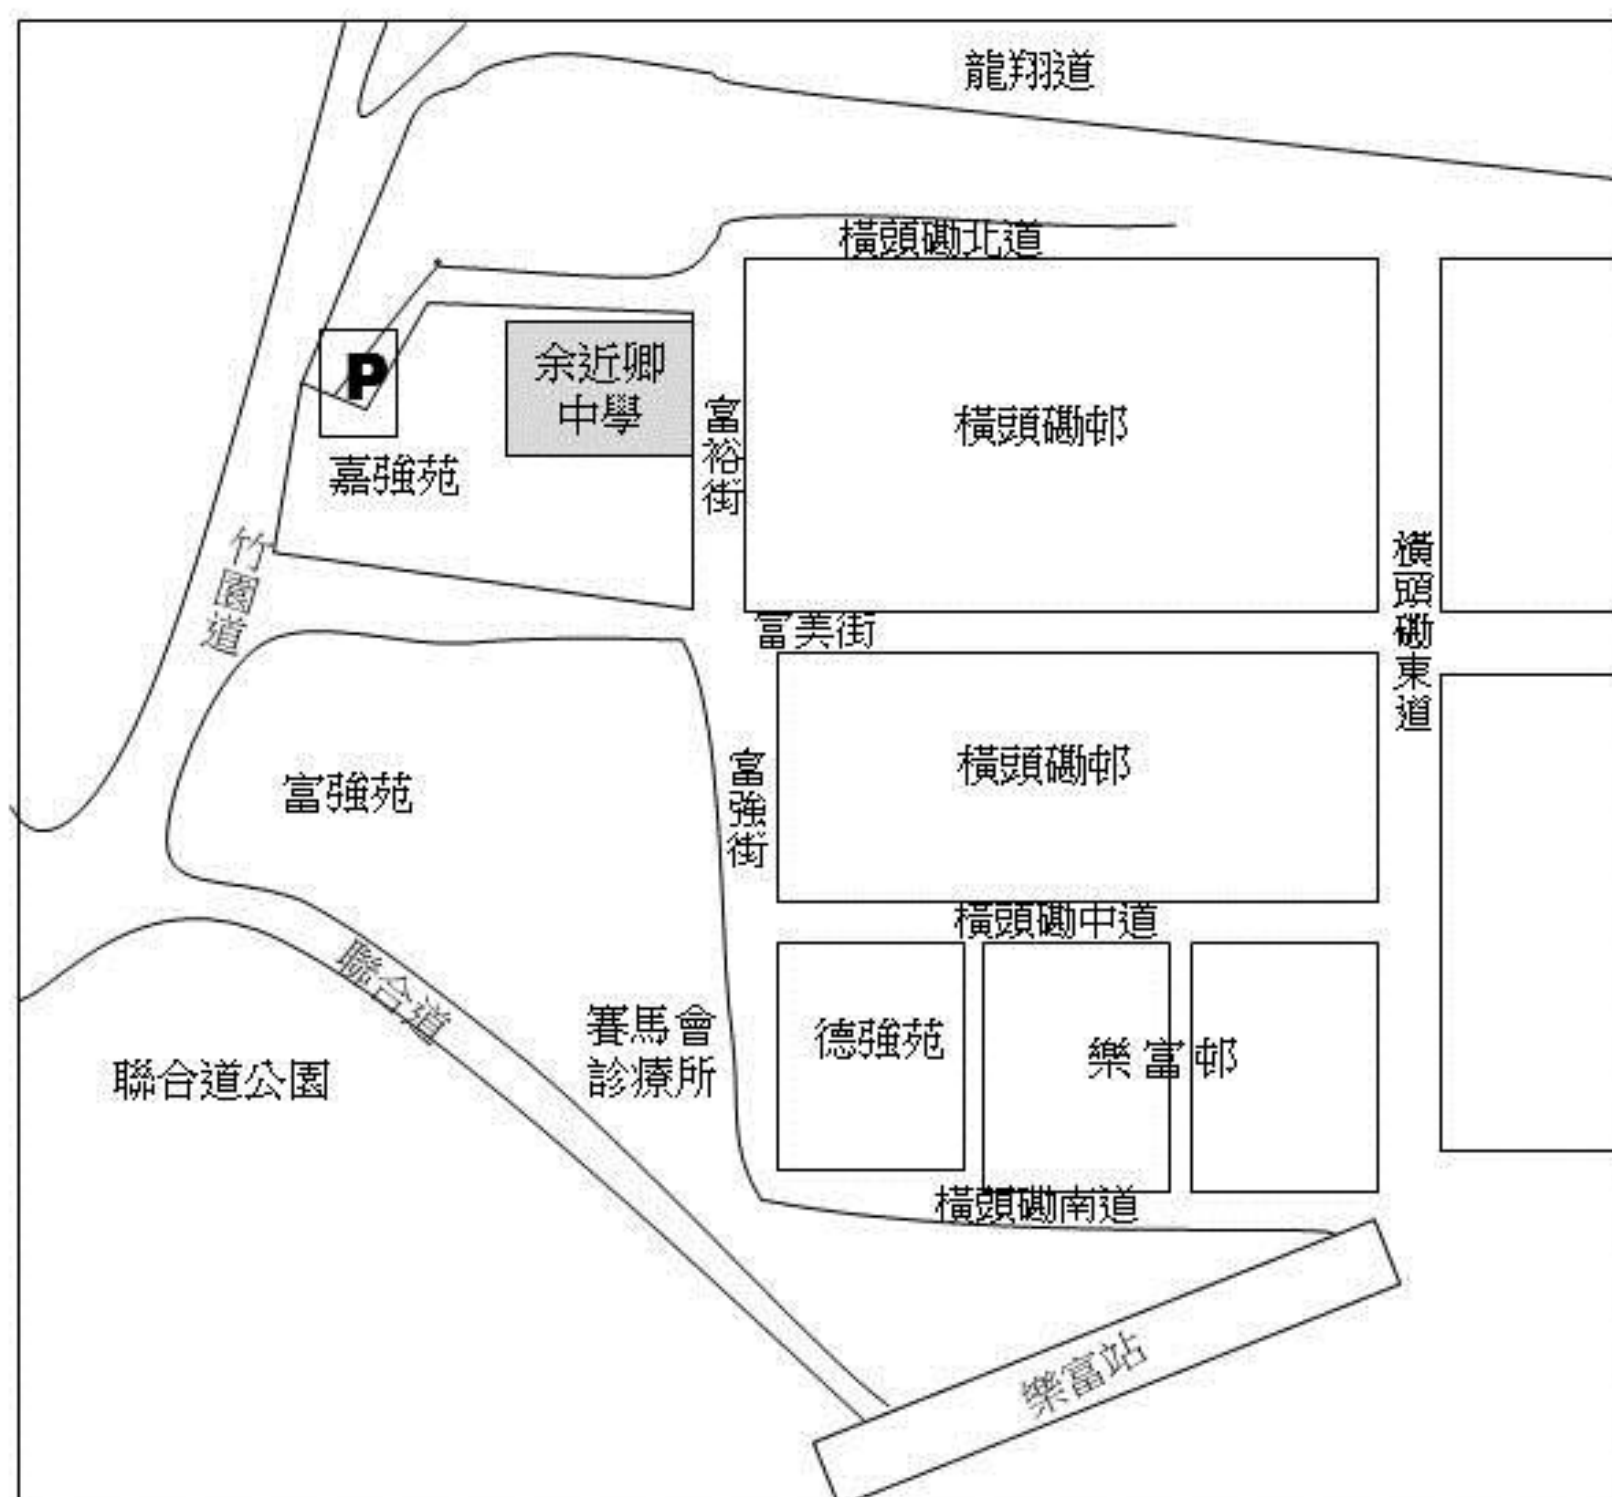 龍翔道
橫頭磡北道
P
余近卿
中學
橫頭磡邨
富裕街
嘉強苑
竹園道
富美街
橫頭磡東道
富強苑
富強街
橫頭磡邨
橫頭磡中道
聯合道
賽馬會
診療所
德強苑
樂富邨
聯合道公園
橫頭磡南道
樂富站